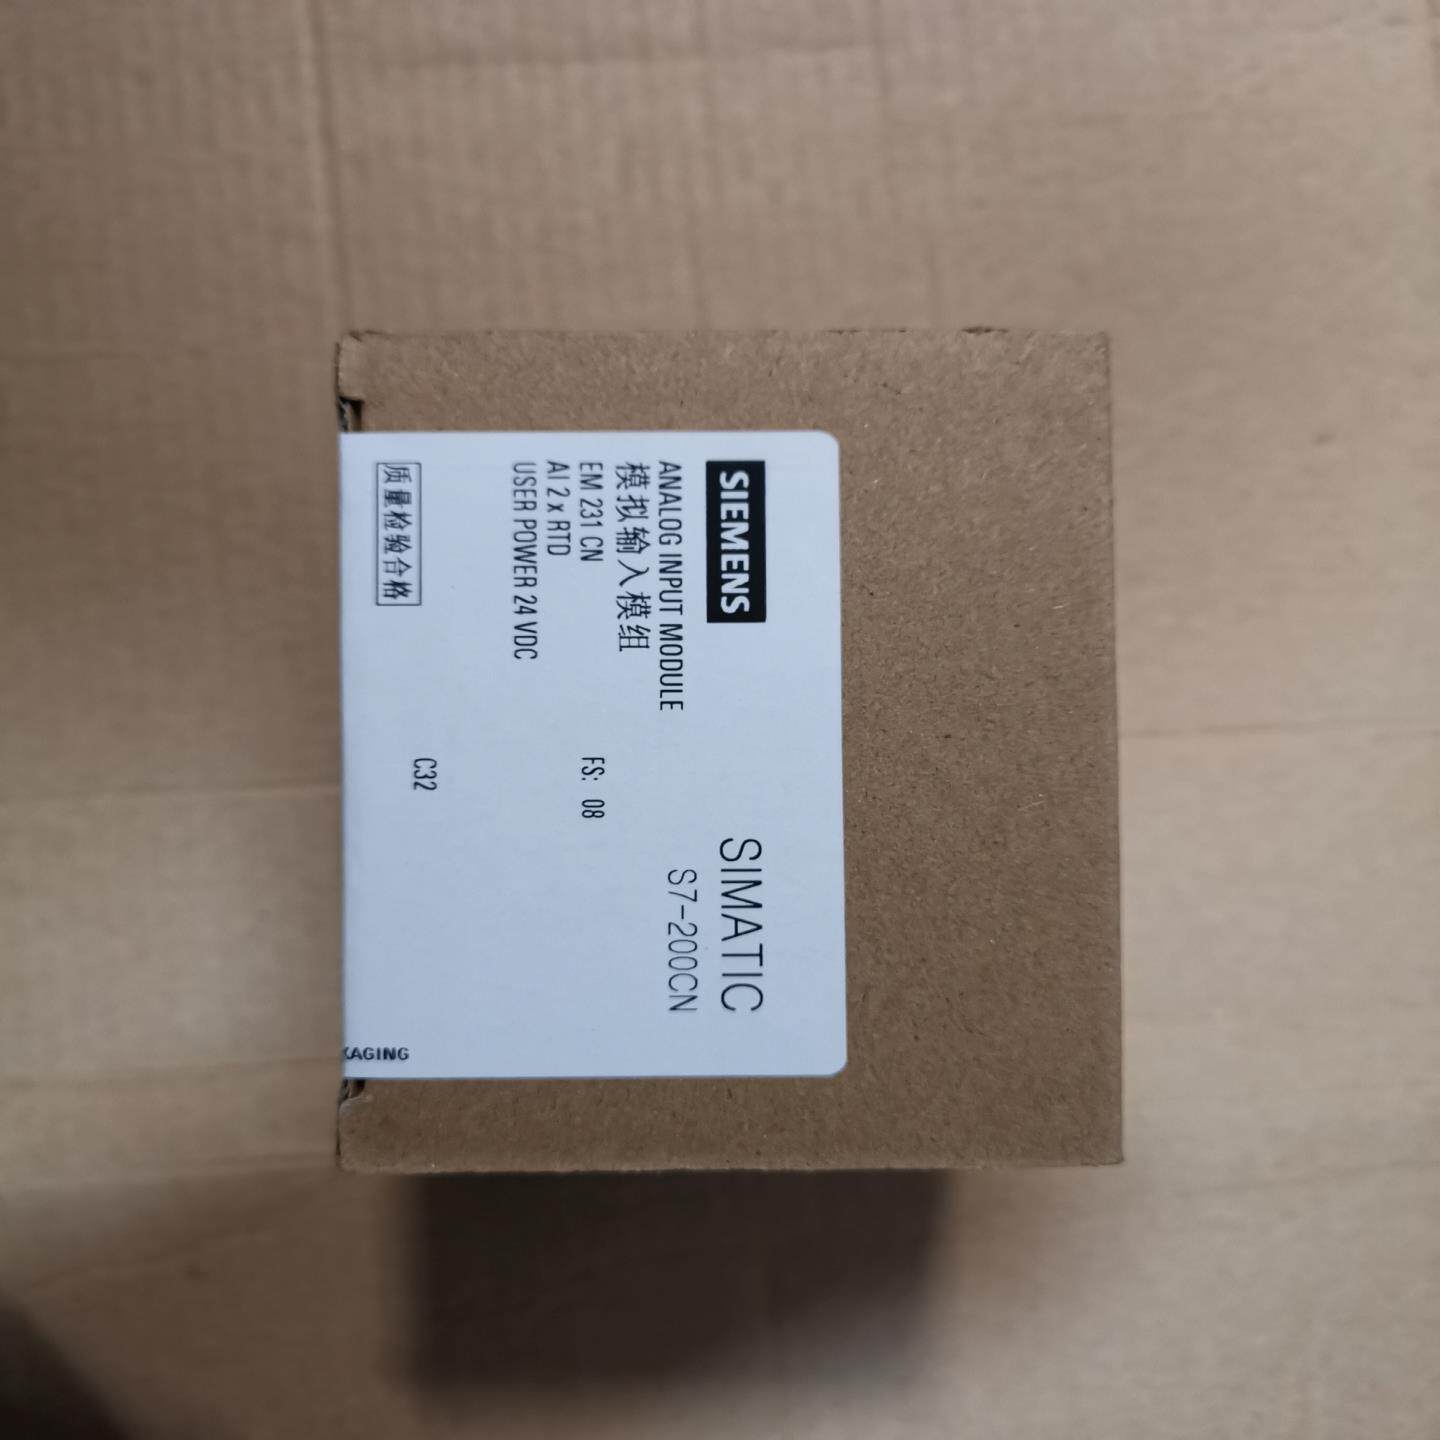 SIEMENS
SIMATIC
S7-200CN
ANALOG INPUT MODULE
模拟输入模组
EM 231 CN
FS: 08
AI 2 x RTD
USER POWER 24 VDC
C32
质量检验合格
KAGING